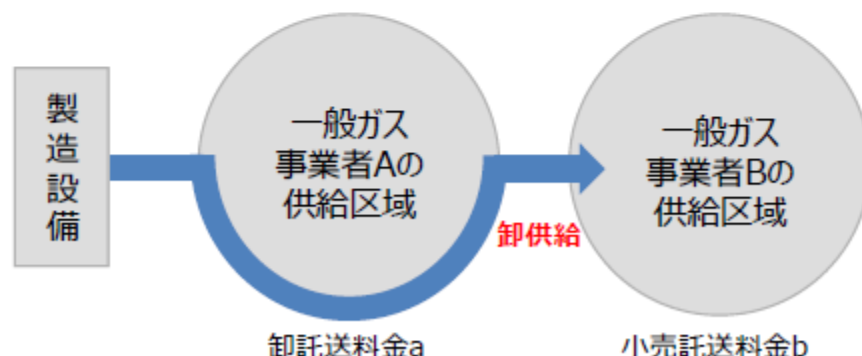 製造設備
一般ガス
事業者Aの
供給区域
卸供給
一般ガス
事業者Bの
供給区域
卸託送料金a
小売託送料金b